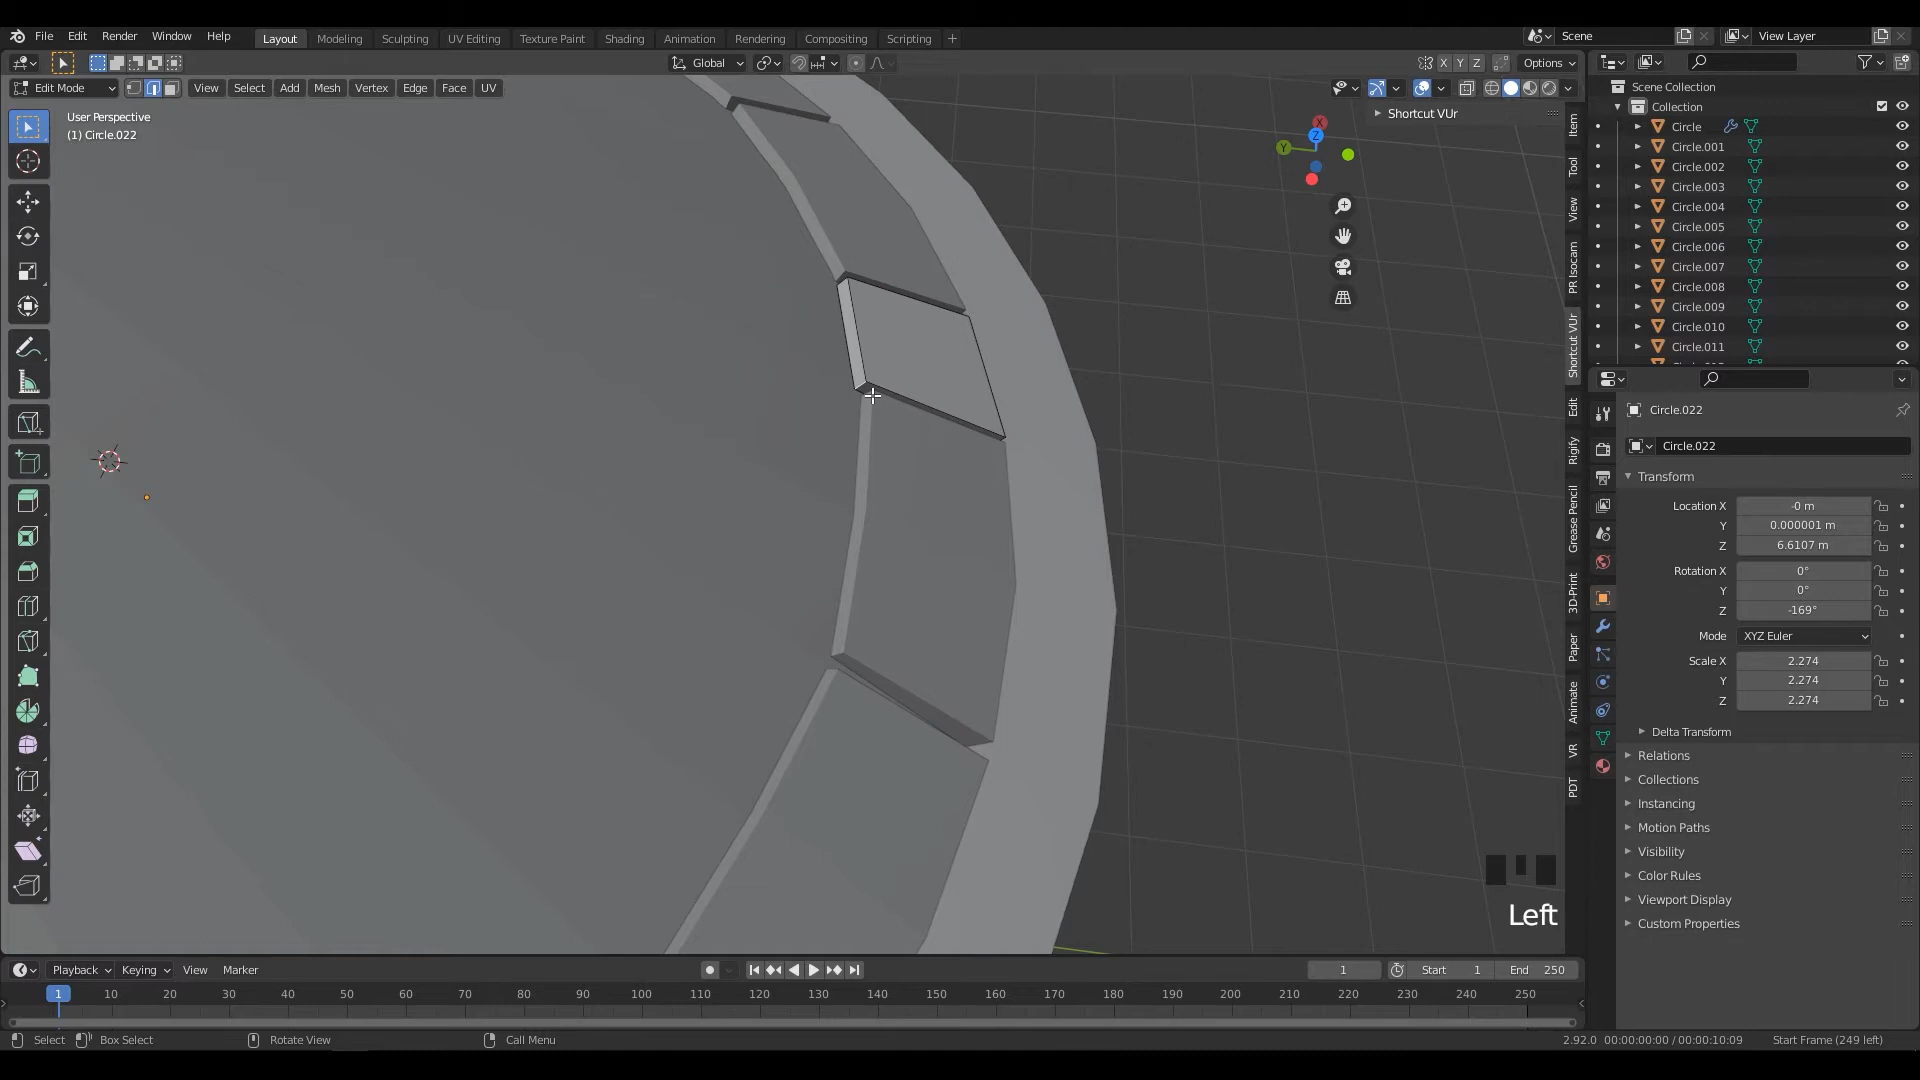 File Edit Render Window Help Layout Modeling Sculpting UV Editing Texture Paint Shading Animation Rendering Compositing Scripting + Scene View Layer
Global X Y Z Options
Edit Mode View Select Add Mesh Vertex Edge Face UV
User Perspective
(1) Circle.022
Shortcut VUr
X
Y
Z
Item
Tool
View
PR Isocam
Shortcut VUr
Edit
Rigify
Grease Pencil
3D-Print
Paper
Animate
VR
PDT
Left
Scene Collection
Collection
Circle
Circle.001
Circle.002
Circle.003
Circle.004
Circle.005
Circle.006
Circle.007
Circle.008
Circle.009
Circle.010
Circle.011
Circle.022
Circle.022
Transform
Location X -0 m
Y 0.000001 m
Z 6.6107 m
Rotation X 0°
Y 0°
Z -169°
Mode XYZ Euler
Scale X 2.274
Y 2.274
Z 2.274
Delta Transform
Relations
Collections
Instancing
Motion Paths
Visibility
Color Rules
Viewport Display
Custom Properties
Playback Keying View Marker 1 Start 1 End 250
1 10 20 30 40 50 60 70 80 90 100 110 120 130 140 150 160 170 180 190 200 210 220 230 240 250
Select Box Select Rotate View Call Menu 2.92.0 00:00:00:00 / 00:00:10:09 Start Frame (249 left)